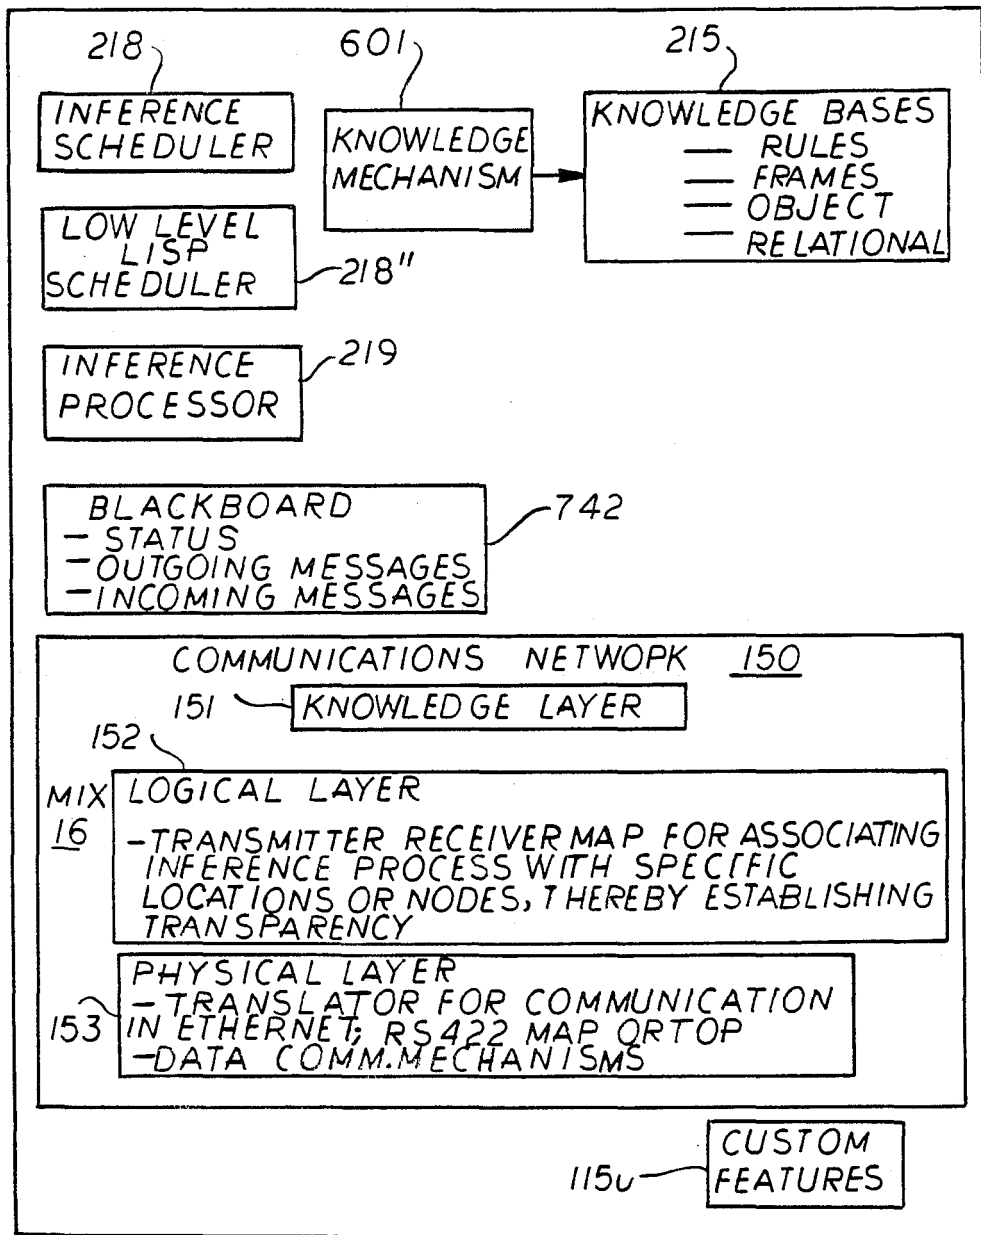 218
601
215
INFERENCE
SCHEDULER
KNOWLEDGE
MECHANISM
KNOWLEDGE BASES
— RULES
— FRAMES
— OBJECT
— RELATIONAL
LOW LEVEL
LISP
SCHEDULER
218"
INFERENCE
PROCESSOR
219
BLACKBOARD
- STATUS
- OUTGOING MESSAGES
- INCOMING MESSAGES
742
COMMUNICATIONS NETWOPK 150
151
KNOWLEDGE LAYER
152
MIX
16
LOGICAL LAYER
- TRANSMITTER RECEIVER MAP FOR ASSOCIATING
INFERENCE PROCESS WITH SPECIFIC
LOCATIONS OR NODES, THEREBY ESTABLISHING
TRANSPARENCY
153
PHYSICAL LAYER
- TRANSLATOR FOR COMMUNICATION
IN ETHERNET; RS422 MAP ORTOP
- DATA COMM. MECHANISMS
CUSTOM
FEATURES
115u